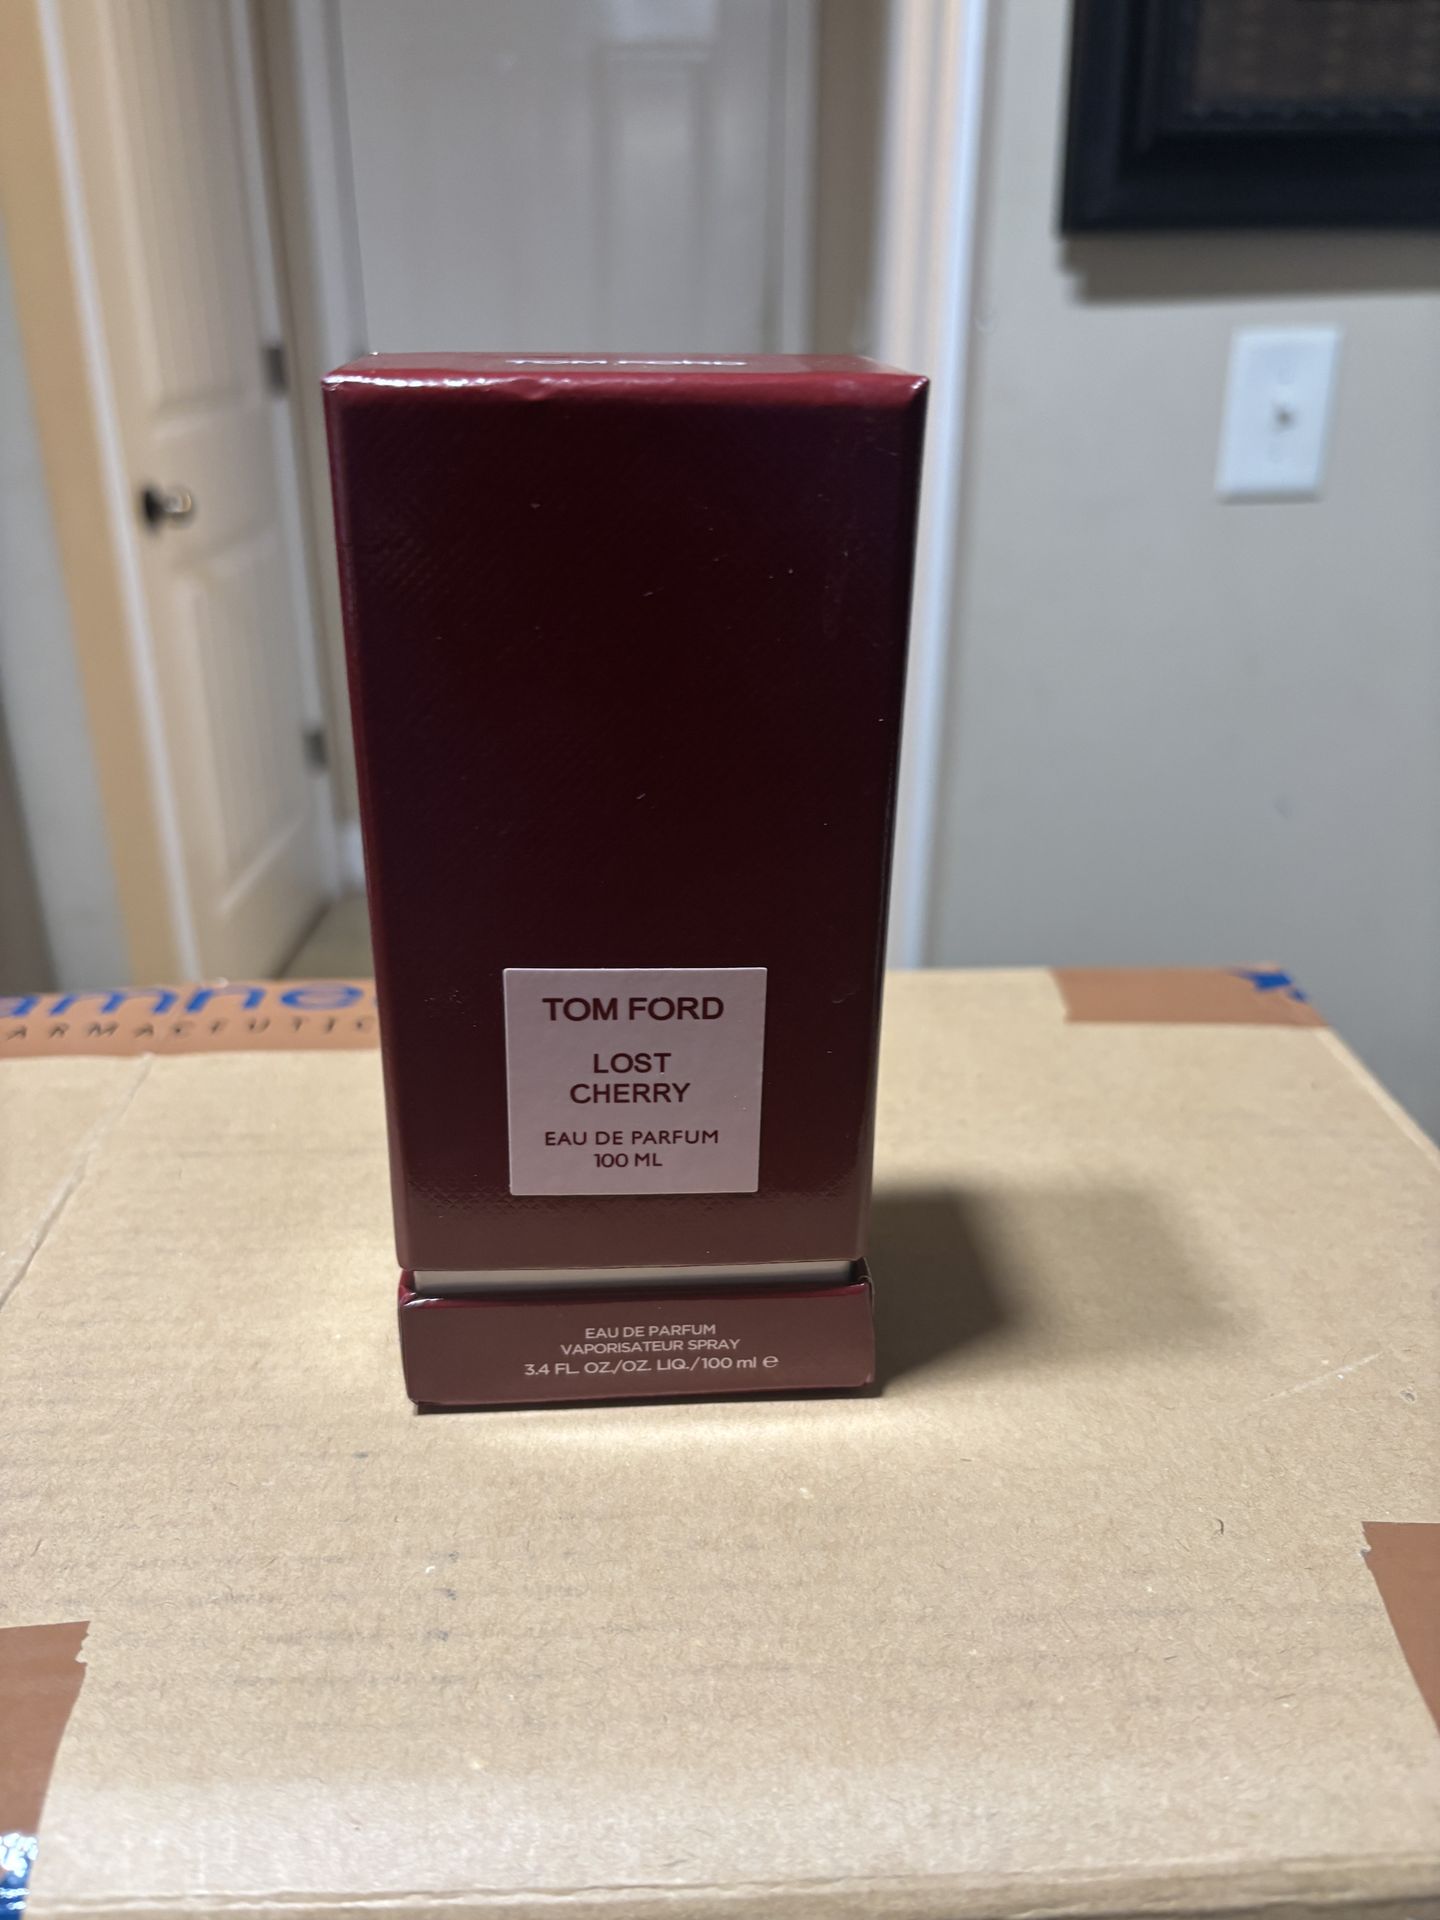 TOM FORD
LOST
CHERRY
EAU DE PARFUM
100 ML
EAU DE PARFUM
VAPORISATEUR SPRAY
3.4 FL. OZ./OZ. LIQ./100 ml ℮